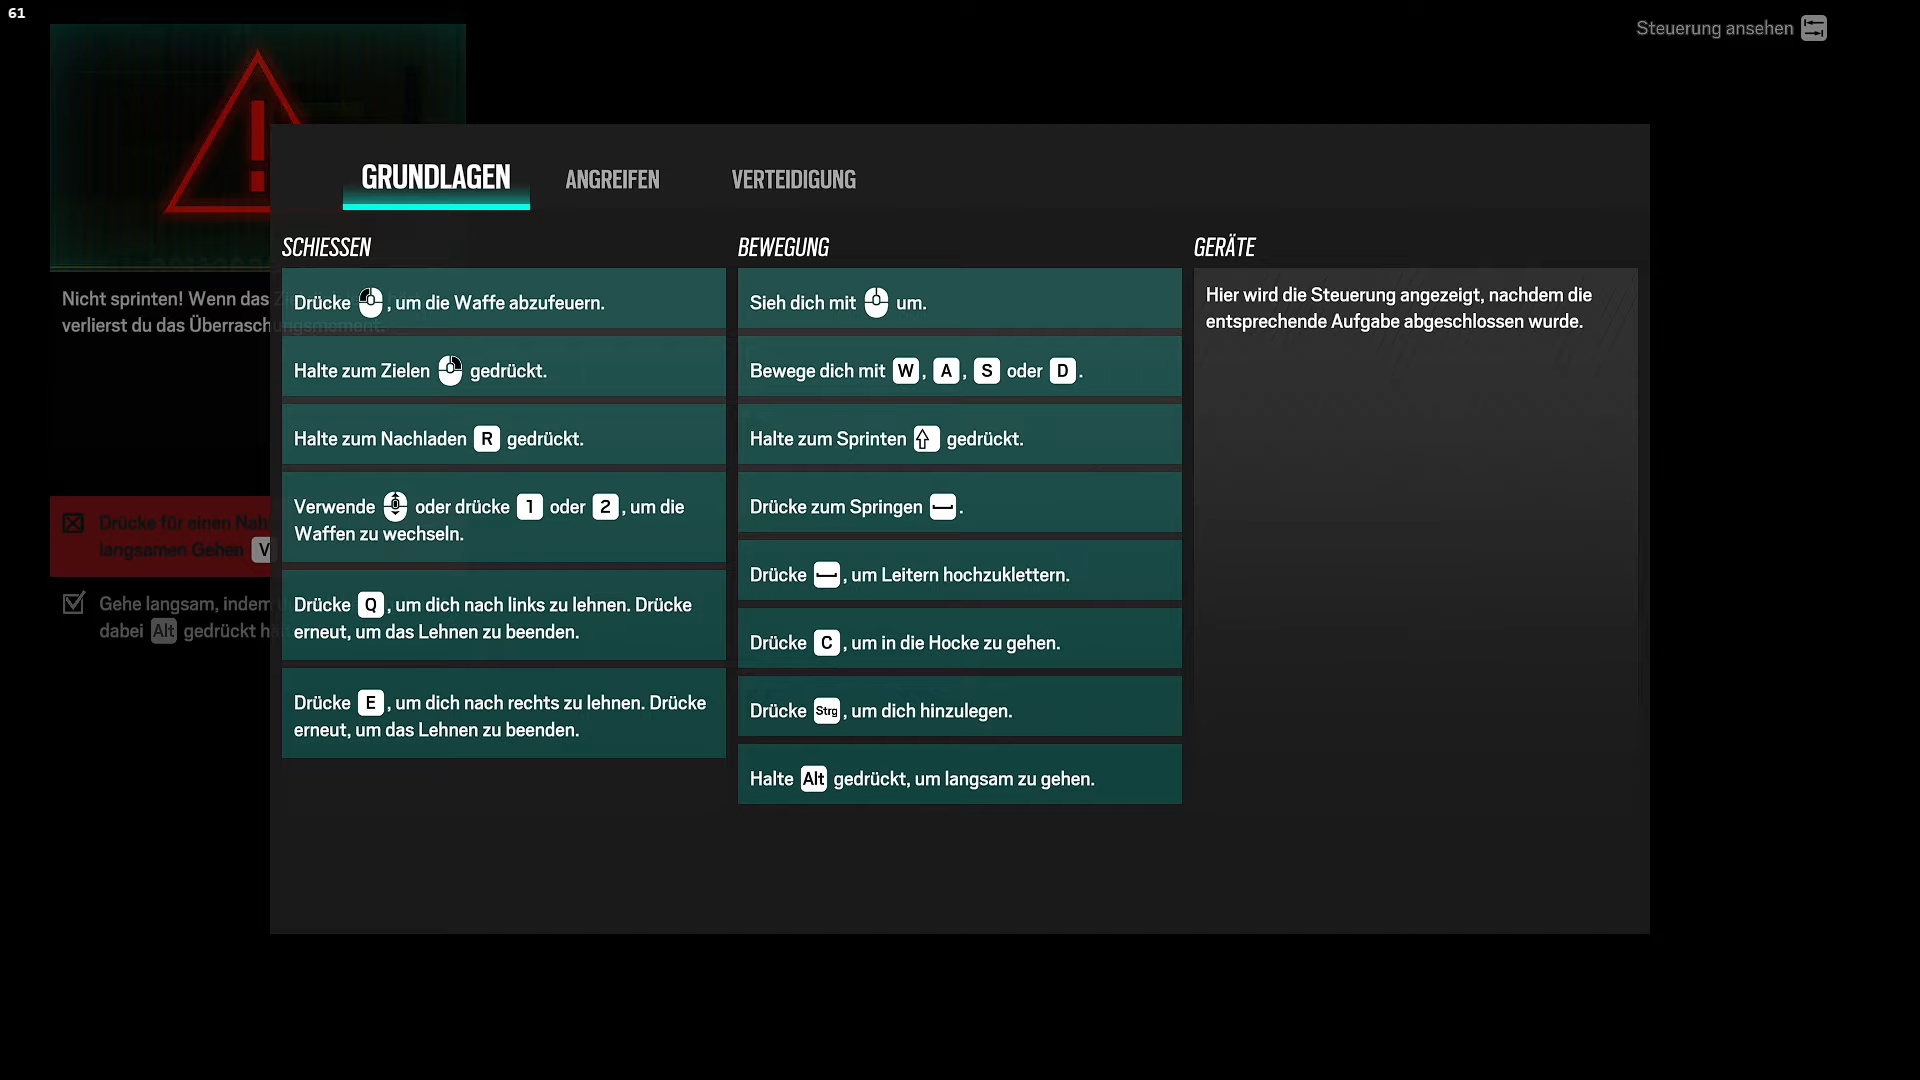 61
Steuerung ansehen
GRUNDLAGEN
ANGREIFEN
VERTEIDIGUNG
SCHIESSEN
Drücke , um die Waffe abzufeuern.
Halte zum Zielen gedrückt.
Halte zum Nachladen R gedrückt.
Verwende oder drücke 1 oder 2 , um die
Waffen zu wechseln.
Drücke Q , um dich nach links zu lehnen. Drücke
erneut, um das Lehnen zu beenden.
Drücke E , um dich nach rechts zu lehnen. Drücke
erneut, um das Lehnen zu beenden.
BEWEGUNG
Sieh dich mit um.
Bewege dich mit W , A , S oder D .
Halte zum Sprinten gedrückt.
Drücke zum Springen .
Drücke , um Leitern hochzuklettern.
Drücke C , um in die Hocke zu gehen.
Drücke Strg , um dich hinzulegen.
Halte Alt gedrückt, um langsam zu gehen.
GERÄTE
Hier wird die Steuerung angezeigt, nachdem die
entsprechende Aufgabe abgeschlossen wurde.
Nicht sprinten! Wenn das
verlierst du das Überraschungsmoment.
Drücke für einen
langsamen Gehen V
Gehe langsam, indem
dabei Alt gedrückt